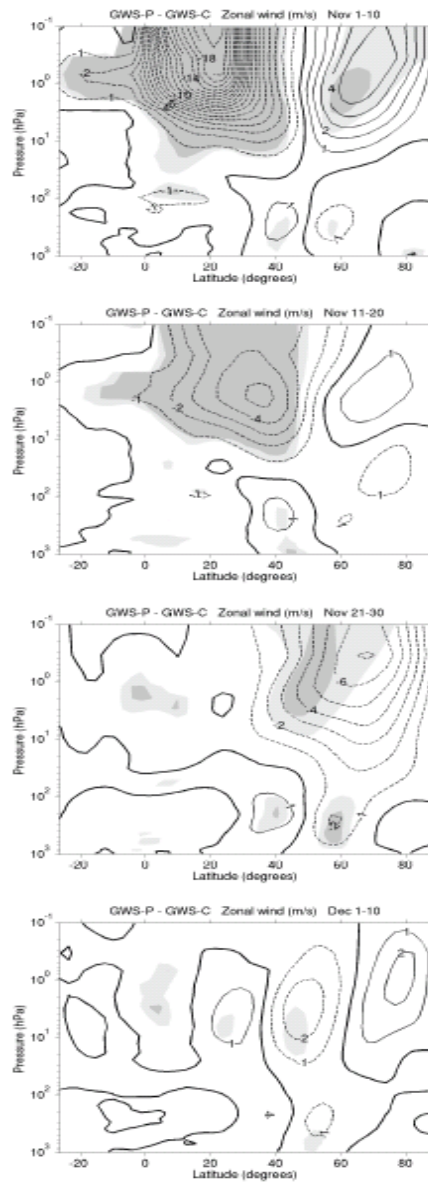 GWS-P - GWS-C   Zonal wind (m/s)   Nov 1-10
Pressure (hPa)
10-1
100
101
102
103
-20 0 20 40 60 80
Latitude (degrees)
1
-2
1
-18
-14
-10
4
2
1
GWS-P - GWS-C   Zonal wind (m/s)   Nov 11-20
Pressure (hPa)
10-1
100
101
102
103
-20 0 20 40 60 80
Latitude (degrees)
-1
-2
-4
1
GWS-P - GWS-C   Zonal wind (m/s)   Nov 21-30
Pressure (hPa)
10-1
100
101
102
103
-20 0 20 40 60 80
Latitude (degrees)
-2
-4
-6
GWS-P - GWS-C   Zonal wind (m/s)   Dec 1-10
Pressure (hPa)
10-1
100
101
102
103
-20 0 20 40 60 80
Latitude (degrees)
1
-2
-1
1
2